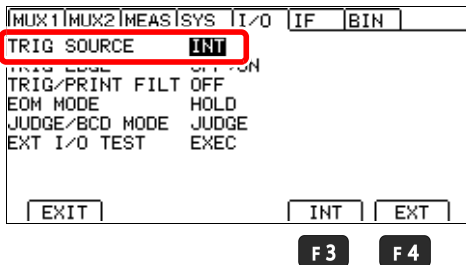 MUX1 MUX2 MEAS SYS I/O IF BIN
TRIG SOURCE INT
TRIG EDGE OFF→ON
TRIG/PRINT FILT OFF
EOM MODE HOLD
JUDGE/BCD MODE JUDGE
EXT I/O TEST EXEC
EXIT INT EXT
F3 F4